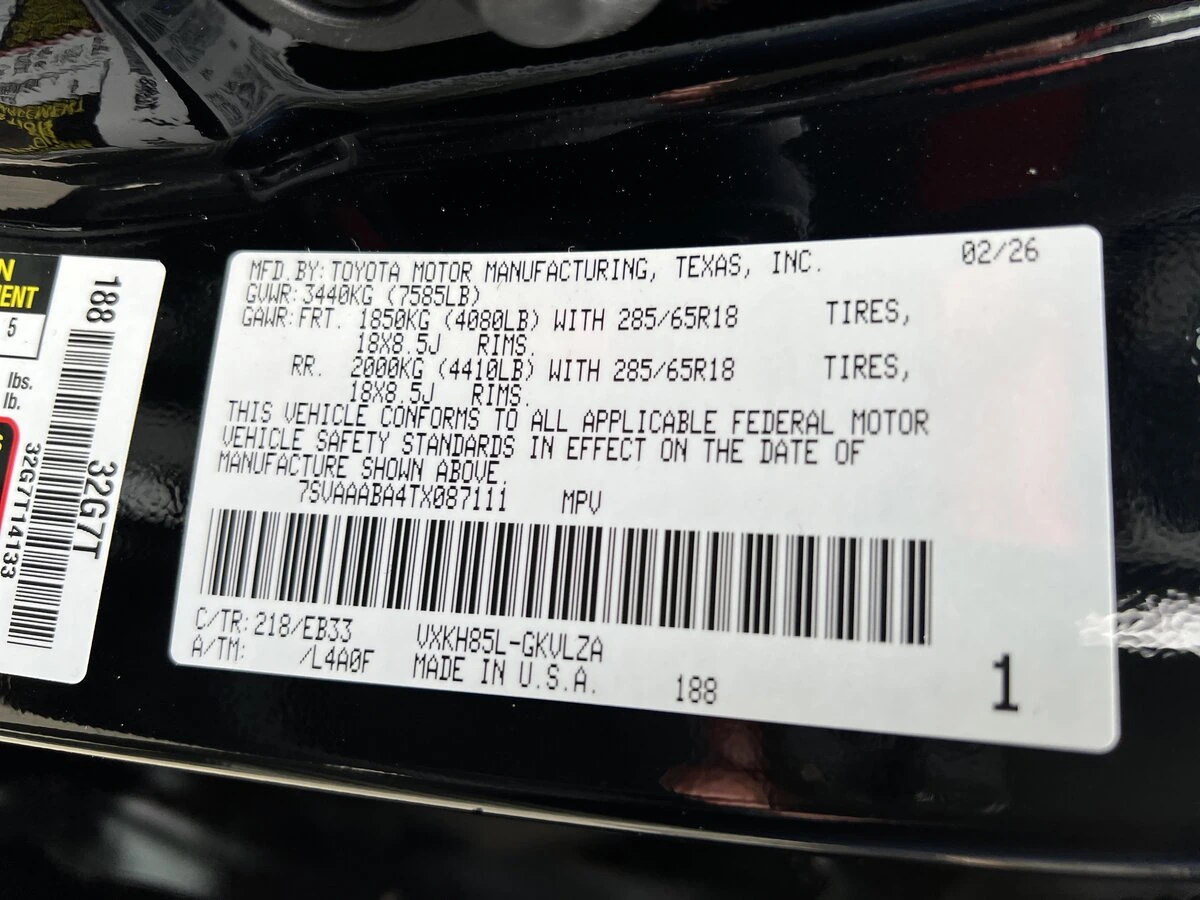 MFD.BY: TOYOTA MOTOR MANUFACTURING, TEXAS, INC. 02/26
GVWR: 3440KG (7585LB)
GAWR: FRT. 1850KG (4080LB) WITH 285/65R18 TIRES,
18X8.5J RIMS.
RR. 2000KG (4410LB) WITH 285/65R18 TIRES,
18X8.5J RIMS.
THIS VEHICLE CONFORMS TO ALL APPLICABLE FEDERAL MOTOR
VEHICLE SAFETY STANDARDS IN EFFECT ON THE DATE OF
MANUFACTURE SHOWN ABOVE.
7SVAAABA4TX087111 MPV
C/TR: 218/EB33 VXKH85L-GKVLZA
A/TM: /L4A0F MADE IN U.S.A. 188 1
5
lbs.
lb.
188
32G7T
32G7T14133